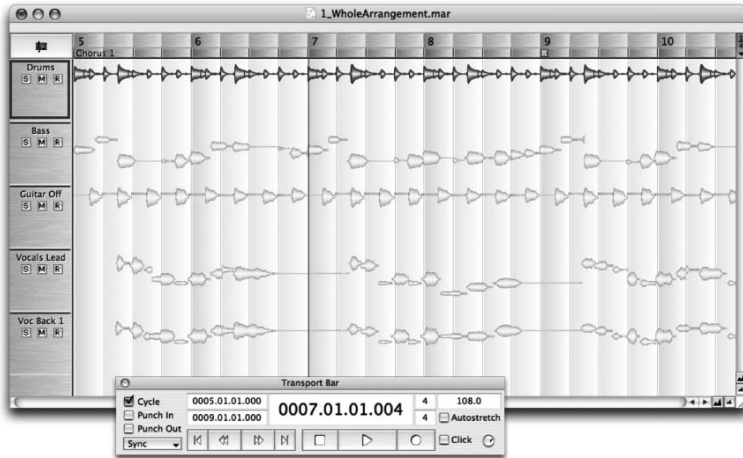 1_WholeArrangement.mar
5 6 7 8 9 10
Chorus 1
Drums
S M R
Bass
S M R
Guitar Off
S M R
Vocals Lead
S M R
Voc Back 1
S M R
Transport Bar
Cycle 0005.01.01.000 0007.01.01.004 4 108.0
Punch In 0009.01.01.000 4 Autostretch
Punch Out
Sync Click